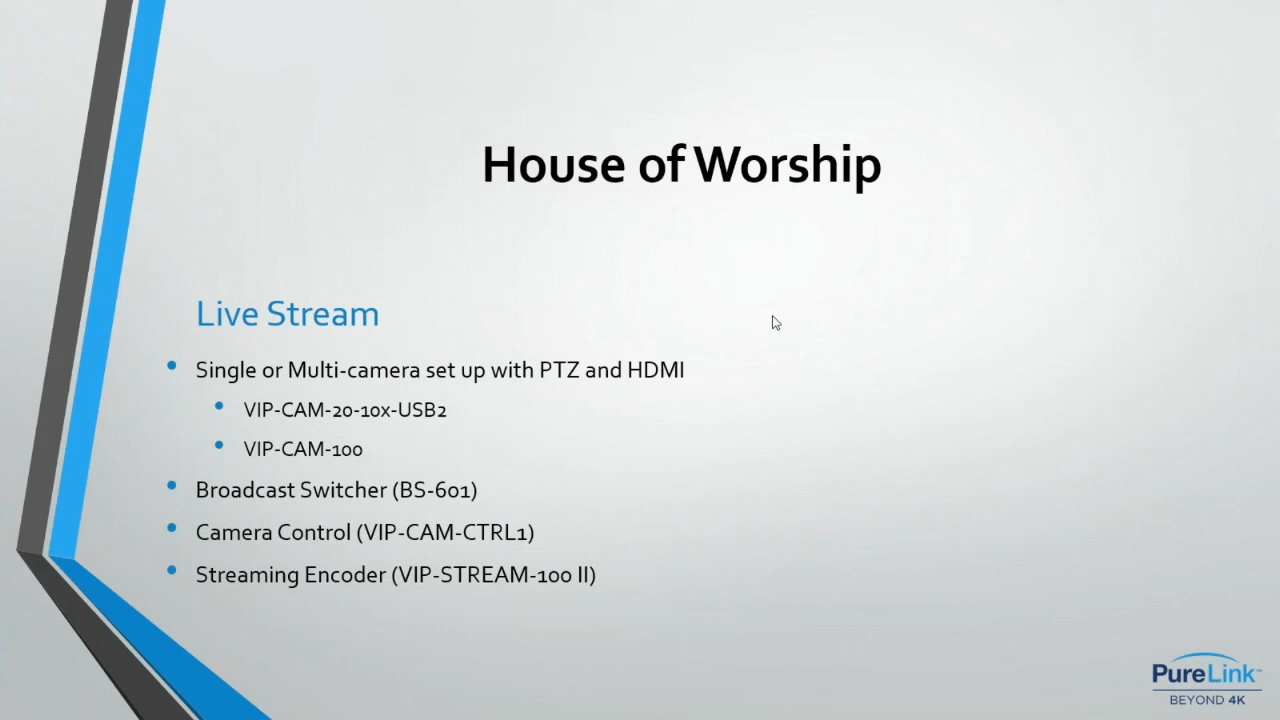 House of Worship
Live Stream
Single or Multi-camera set up with PTZ and HDMI
VIP-CAM-20-10x-USB2
VIP-CAM-100
Broadcast Switcher (BS-601)
Camera Control (VIP-CAM-CTRL1)
Streaming Encoder (VIP-STREAM-100 II)
PureLink™
BEYOND 4K